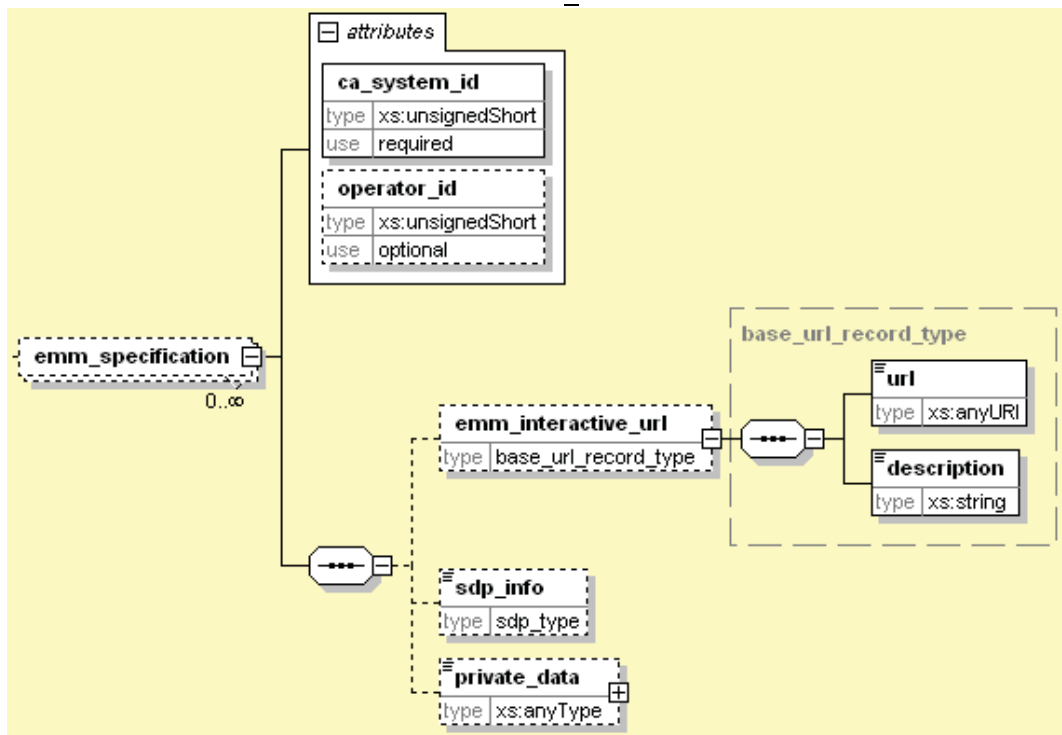 attributes
ca_system_id
type xs:unsignedShort
use required
operator_id
type xs:unsignedShort
use optional
emm_specification
0..∞
emm_interactive_url
type base_url_record_type
base_url_record_type
url
type xs:anyURI
description
type xs:string
sdp_info
type sdp_type
private_data
type xs:anyType